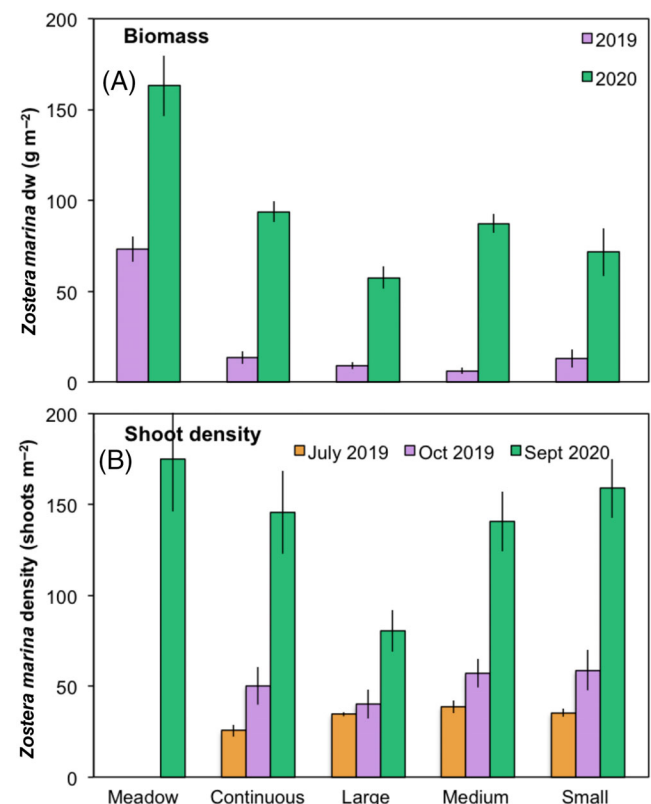 Biomass
(A)
2019
2020
Zostera marina dw (g m⁻²)
200
150
100
50
0
Shoot density
(B)
July 2019 Oct 2019 Sept 2020
Zostera marina density (shoots m⁻²)
200
150
100
50
0
Meadow Continuous Large Medium Small